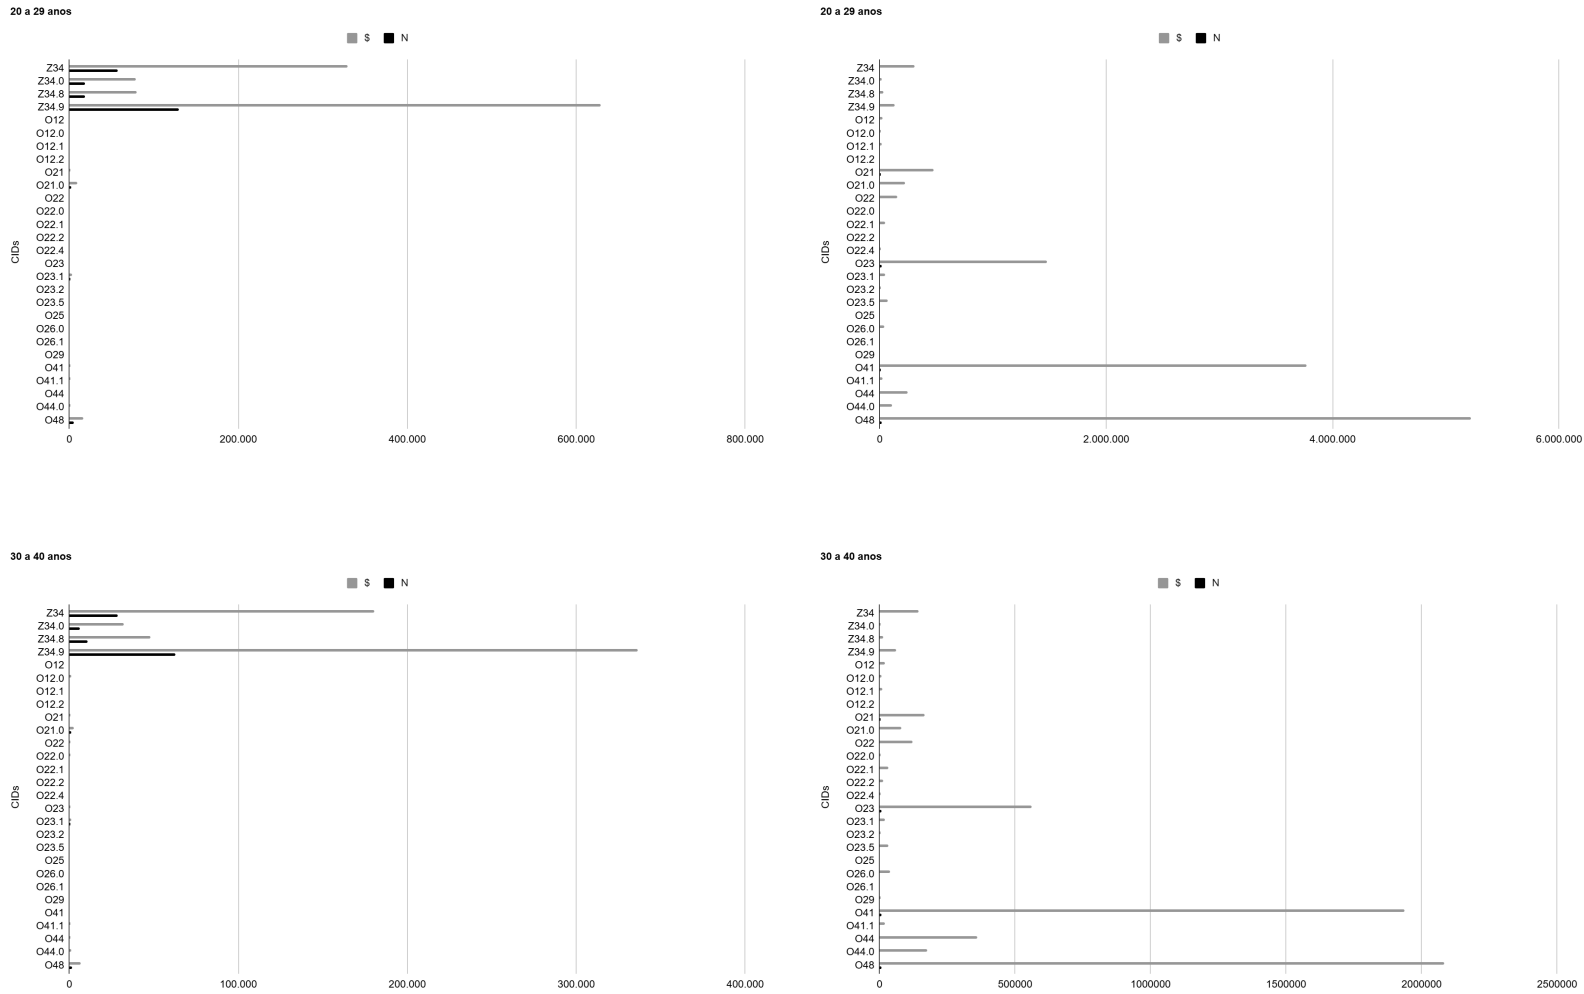 20 a 29 anos
$ N
CIDs
Z34
Z34.0
Z34.8
Z34.9
O12
O12.0
O12.1
O12.2
O21
O21.0
O22
O22.0
O22.1
O22.2
O22.4
O23
O23.1
O23.2
O23.5
O25
O26.0
O26.1
O29
O41
O41.1
O44
O44.0
O48
0 200.000 400.000 600.000 800.000
20 a 29 anos
$ N
CIDs
Z34
Z34.0
Z34.8
Z34.9
O12
O12.0
O12.1
O12.2
O21
O21.0
O22
O22.0
O22.1
O22.2
O22.4
O23
O23.1
O23.2
O23.5
O25
O26.0
O26.1
O29
O41
O41.1
O44
O44.0
O48
0 2.000.000 4.000.000 6.000.000
30 a 40 anos
$ N
CIDs
Z34
Z34.0
Z34.8
Z34.9
O12
O12.0
O12.1
O12.2
O21
O21.0
O22
O22.0
O22.1
O22.2
O22.4
O23
O23.1
O23.2
O23.5
O25
O26.0
O26.1
O29
O41
O41.1
O44
O44.0
O48
0 100.000 200.000 300.000 400.000
30 a 40 anos
$ N
CIDs
Z34
Z34.0
Z34.8
Z34.9
O12
O12.0
O12.1
O12.2
O21
O21.0
O22
O22.0
O22.1
O22.2
O22.4
O23
O23.1
O23.2
O23.5
O25
O26.0
O26.1
O29
O41
O41.1
O44
O44.0
O48
0 500000 1000000 1500000 2000000 2500000